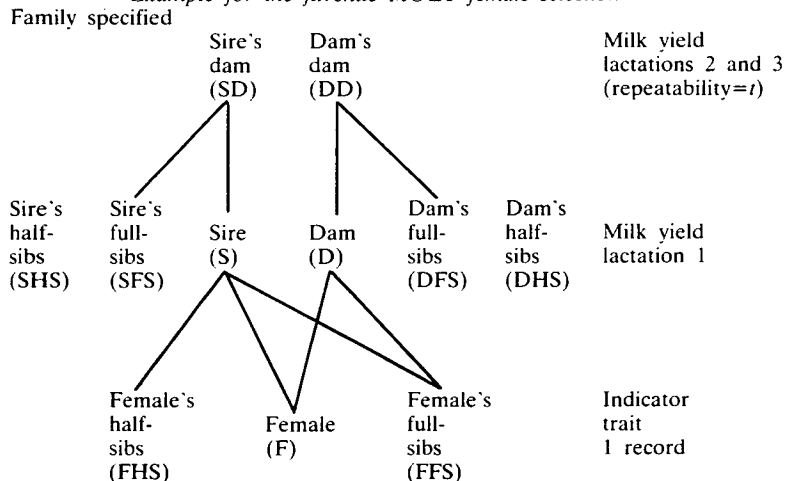 Example for the juvenile MOET female selection
Family specified
Sire's Dam's Milk yield
dam dam lactations 2 and 3
(SD) (DD) (repeatability=t)
Sire's Sire's Dam's Dam's
half- full- Sire Dam full- half- Milk yield
sibs sibs (S) (D) sibs sibs lactation 1
(SHS) (SFS) (DFS) (DHS)
Female's Female's Indicator
half- Female full- trait
sibs (F) sibs 1 record
(FHS) (FFS)